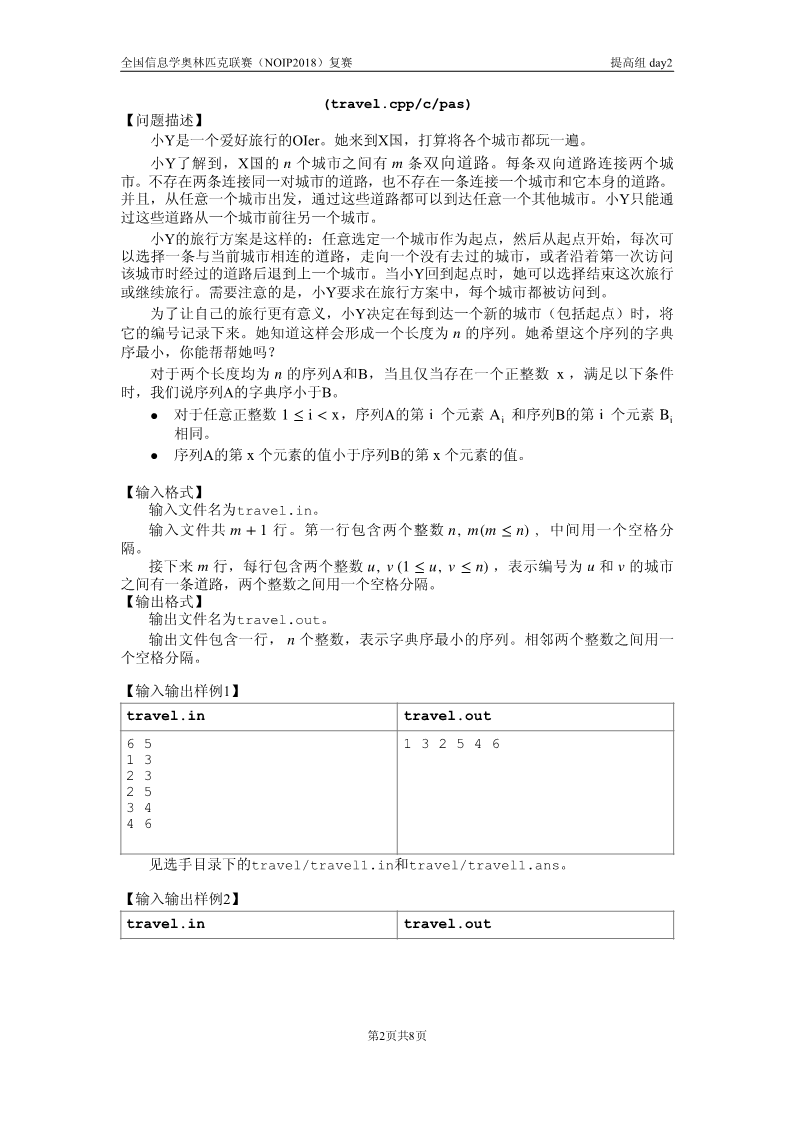 全国信息学奥林匹克联赛（NOIP2018）复赛 提高组 day2
(travel.cpp/c/pas)
【问题描述】
小Y是一个爱好旅行的OIer。她来到X国，打算将各个城市都玩一遍。
小Y了解到，X国的 n 个城市之间有 m 条双向道路。每条双向道路连接两个城
市。不存在两条连接同一对城市的道路，也不存在一条连接一个城市和它本身的道路。
并且，从任意一个城市出发，通过这些道路都可以到达任意一个其他城市。小Y只能通
过这些道路从一个城市前往另一个城市。
小Y的旅行方案是这样的：任意选定一个城市作为起点，然后从起点开始，每次可
以选择一条与当前城市相连的道路，走向一个没有去过的城市，或者沿着第一次访问
该城市时经过的道路后退到上一个城市。当小Y回到起点时，她可以选择结束这次旅行
或继续旅行。需要注意的是，小Y要求在旅行方案中，每个城市都被访问到。
为了让自己的旅行更有意义，小Y决定在每到达一个新的城市（包括起点）时，将
它的编号记录下来。她知道这样会形成一个长度为 n 的序列。她希望这个序列的字典
序最小，你能帮帮她吗？
对于两个长度均为 n 的序列A和B，当且仅当存在一个正整数 x ，满足以下条件
时，我们说序列A的字典序小于B。
● 对于任意正整数 1 ≤ i < x，序列A的第 i 个元素 Aᵢ 和序列B的第 i 个元素 Bᵢ
相同。
● 序列A的第 x 个元素的值小于序列B的第 x 个元素的值。
【输入格式】
输入文件名为travel.in。
输入文件共 m + 1 行。第一行包含两个整数 n, m(m ≤ n) ，中间用一个空格分
隔。
接下来 m 行，每行包含两个整数 u, v (1 ≤ u, v ≤ n) ，表示编号为 u 和 v 的城市
之间有一条道路，两个整数之间用一个空格分隔。
【输出格式】
输出文件名为travel.out。
输出文件包含一行， n 个整数，表示字典序最小的序列。相邻两个整数之间用一
个空格分隔。
【输入输出样例1】
travel.in travel.out
6 5 1 3 2 5 4 6
1 3
2 3
2 5
3 4
4 6
见选手目录下的travel/travel1.in和travel/travel1.ans。
【输入输出样例2】
travel.in travel.out
第2页共8页